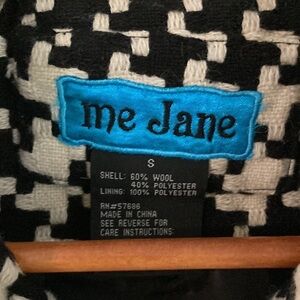 me Jane
S
SHELL: 60% WOOL
40% POLYESTER
LINING: 100% POLYESTER
RN#57686
MADE IN CHINA
SEE REVERSE FOR
CARE INSTRUCTIONS